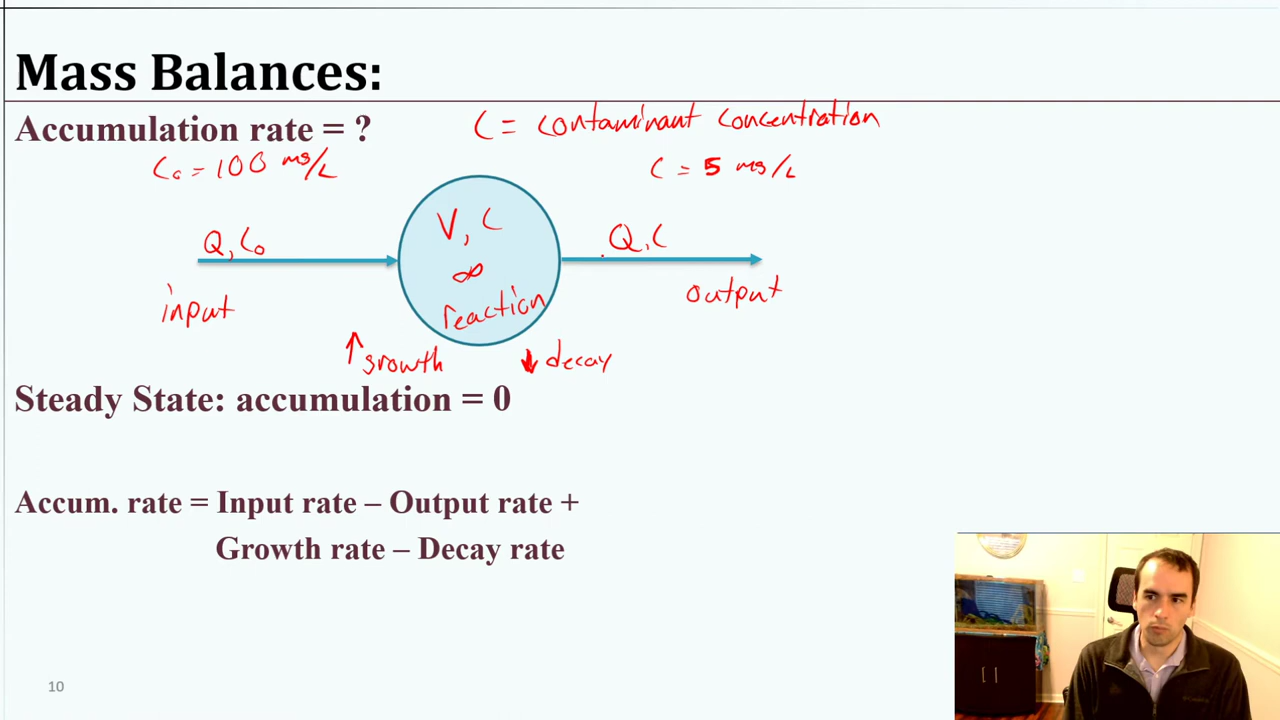 Mass Balances:
Accumulation rate = ?
C = contaminant concentration
C₀ = 100 mg/L
C = 5 mg/L
Q, C₀
V, C
Q, C
∞
input
reaction
output
↑ growth
↓ decay
Steady State: accumulation = 0
Accum. rate = Input rate – Output rate +
Growth rate – Decay rate
10